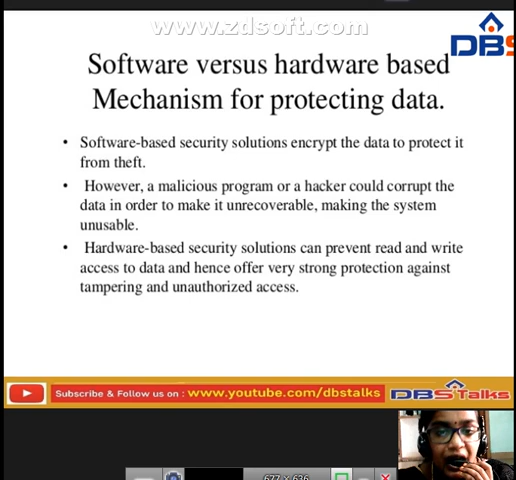 www.zdsoft.com
DBS
Software versus hardware based
Mechanism for protecting data.
• Software-based security solutions encrypt the data to protect it
from theft.
• However, a malicious program or a hacker could corrupt the
data in order to make it unrecoverable, making the system
unusable.
• Hardware-based security solutions can prevent read and write
access to data and hence offer very strong protection against
tampering and unauthorized access.
Subscribe & Follow us on : www.youtube.com/dbstalks DBS Talks
677 × 636